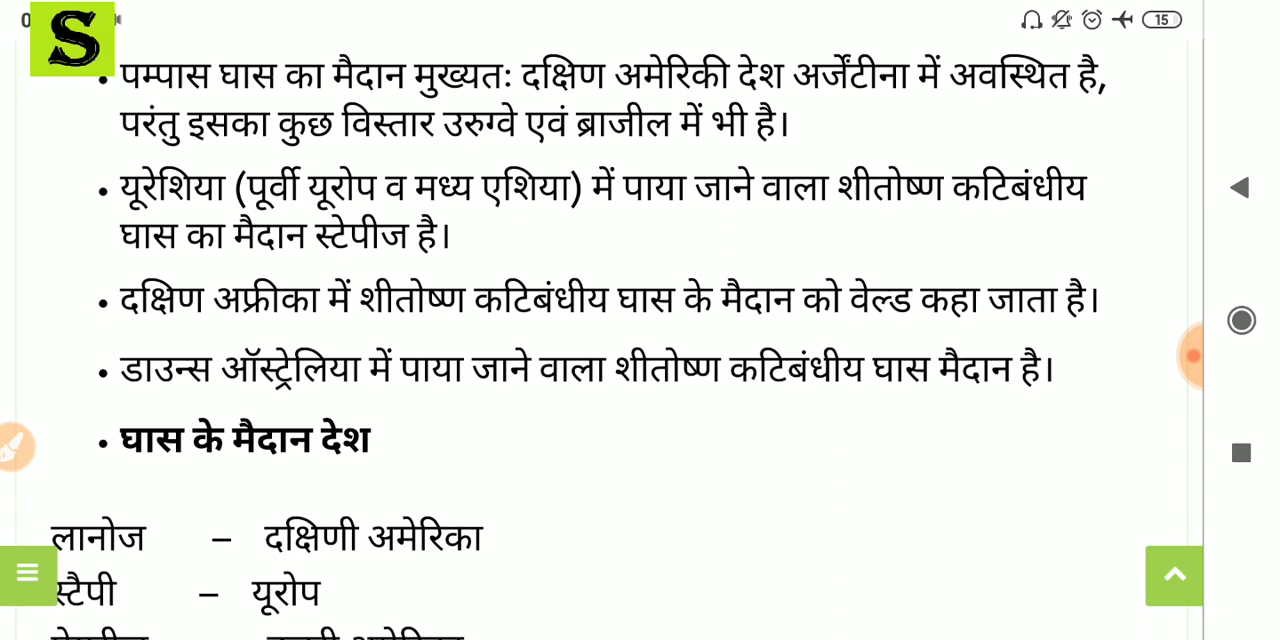 S
15
पम्पास घास का मैदान मुख्यतः दक्षिण अमेरिकी देश अर्जेंटीना में अवस्थित है,
परंतु इसका कुछ विस्तार उरुग्वे एवं ब्राजील में भी है।
यूरेशिया (पूर्वी यूरोप व मध्य एशिया) में पाया जाने वाला शीतोष्ण कटिबंधीय
घास का मैदान स्टेपीज है।
दक्षिण अफ्रीका में शीतोष्ण कटिबंधीय घास के मैदान को वेल्ड कहा जाता है।
डाउन्स ऑस्ट्रेलिया में पाया जाने वाला शीतोष्ण कटिबंधीय घास मैदान है।
घास के मैदान देश
लानोज – दक्षिणी अमेरिका
स्टैपी – यूरोप